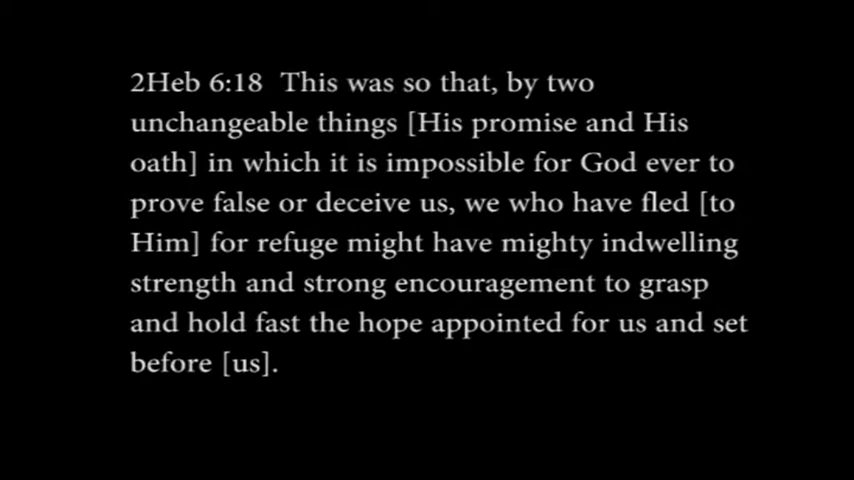 2Heb 6:18  This was so that, by two
unchangeable things [His promise and His
oath] in which it is impossible for God ever to
prove false or deceive us, we who have fled [to
Him] for refuge might have mighty indwelling
strength and strong encouragement to grasp
and hold fast the hope appointed for us and set
before [us].